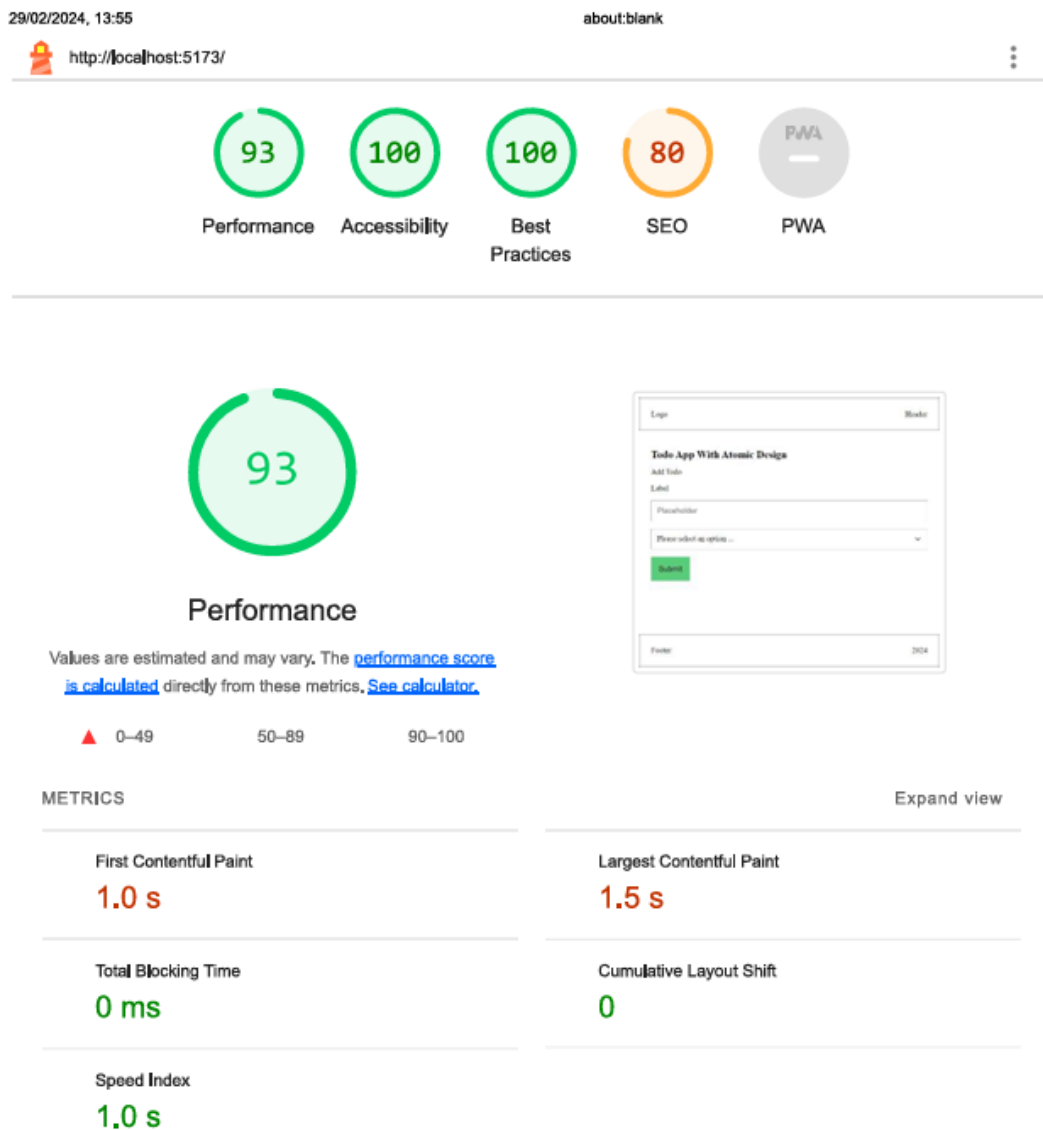 29/02/2024, 13:55 about:blank
http://localhost:5173/
93 100 100 80 PWA
Performance Accessibility Best Practices SEO PWA
93
Logo Header
Todo App With Atomic Design
Add Todo
Label
Placeholder
Please select an option ...
Submit
Footer 2024
Performance
Values are estimated and may vary. The performance score
is calculated directly from these metrics. See calculator.
0–49 50–89 90–100
METRICS Expand view
First Contentful Paint
1.0 s
Largest Contentful Paint
1.5 s
Total Blocking Time
0 ms
Cumulative Layout Shift
0
Speed Index
1.0 s